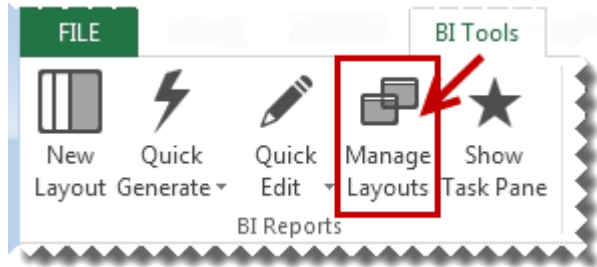 FILE BI Tools
New Quick Quick Manage Show
Layout Generate Edit Layouts Task Pane
BI Reports